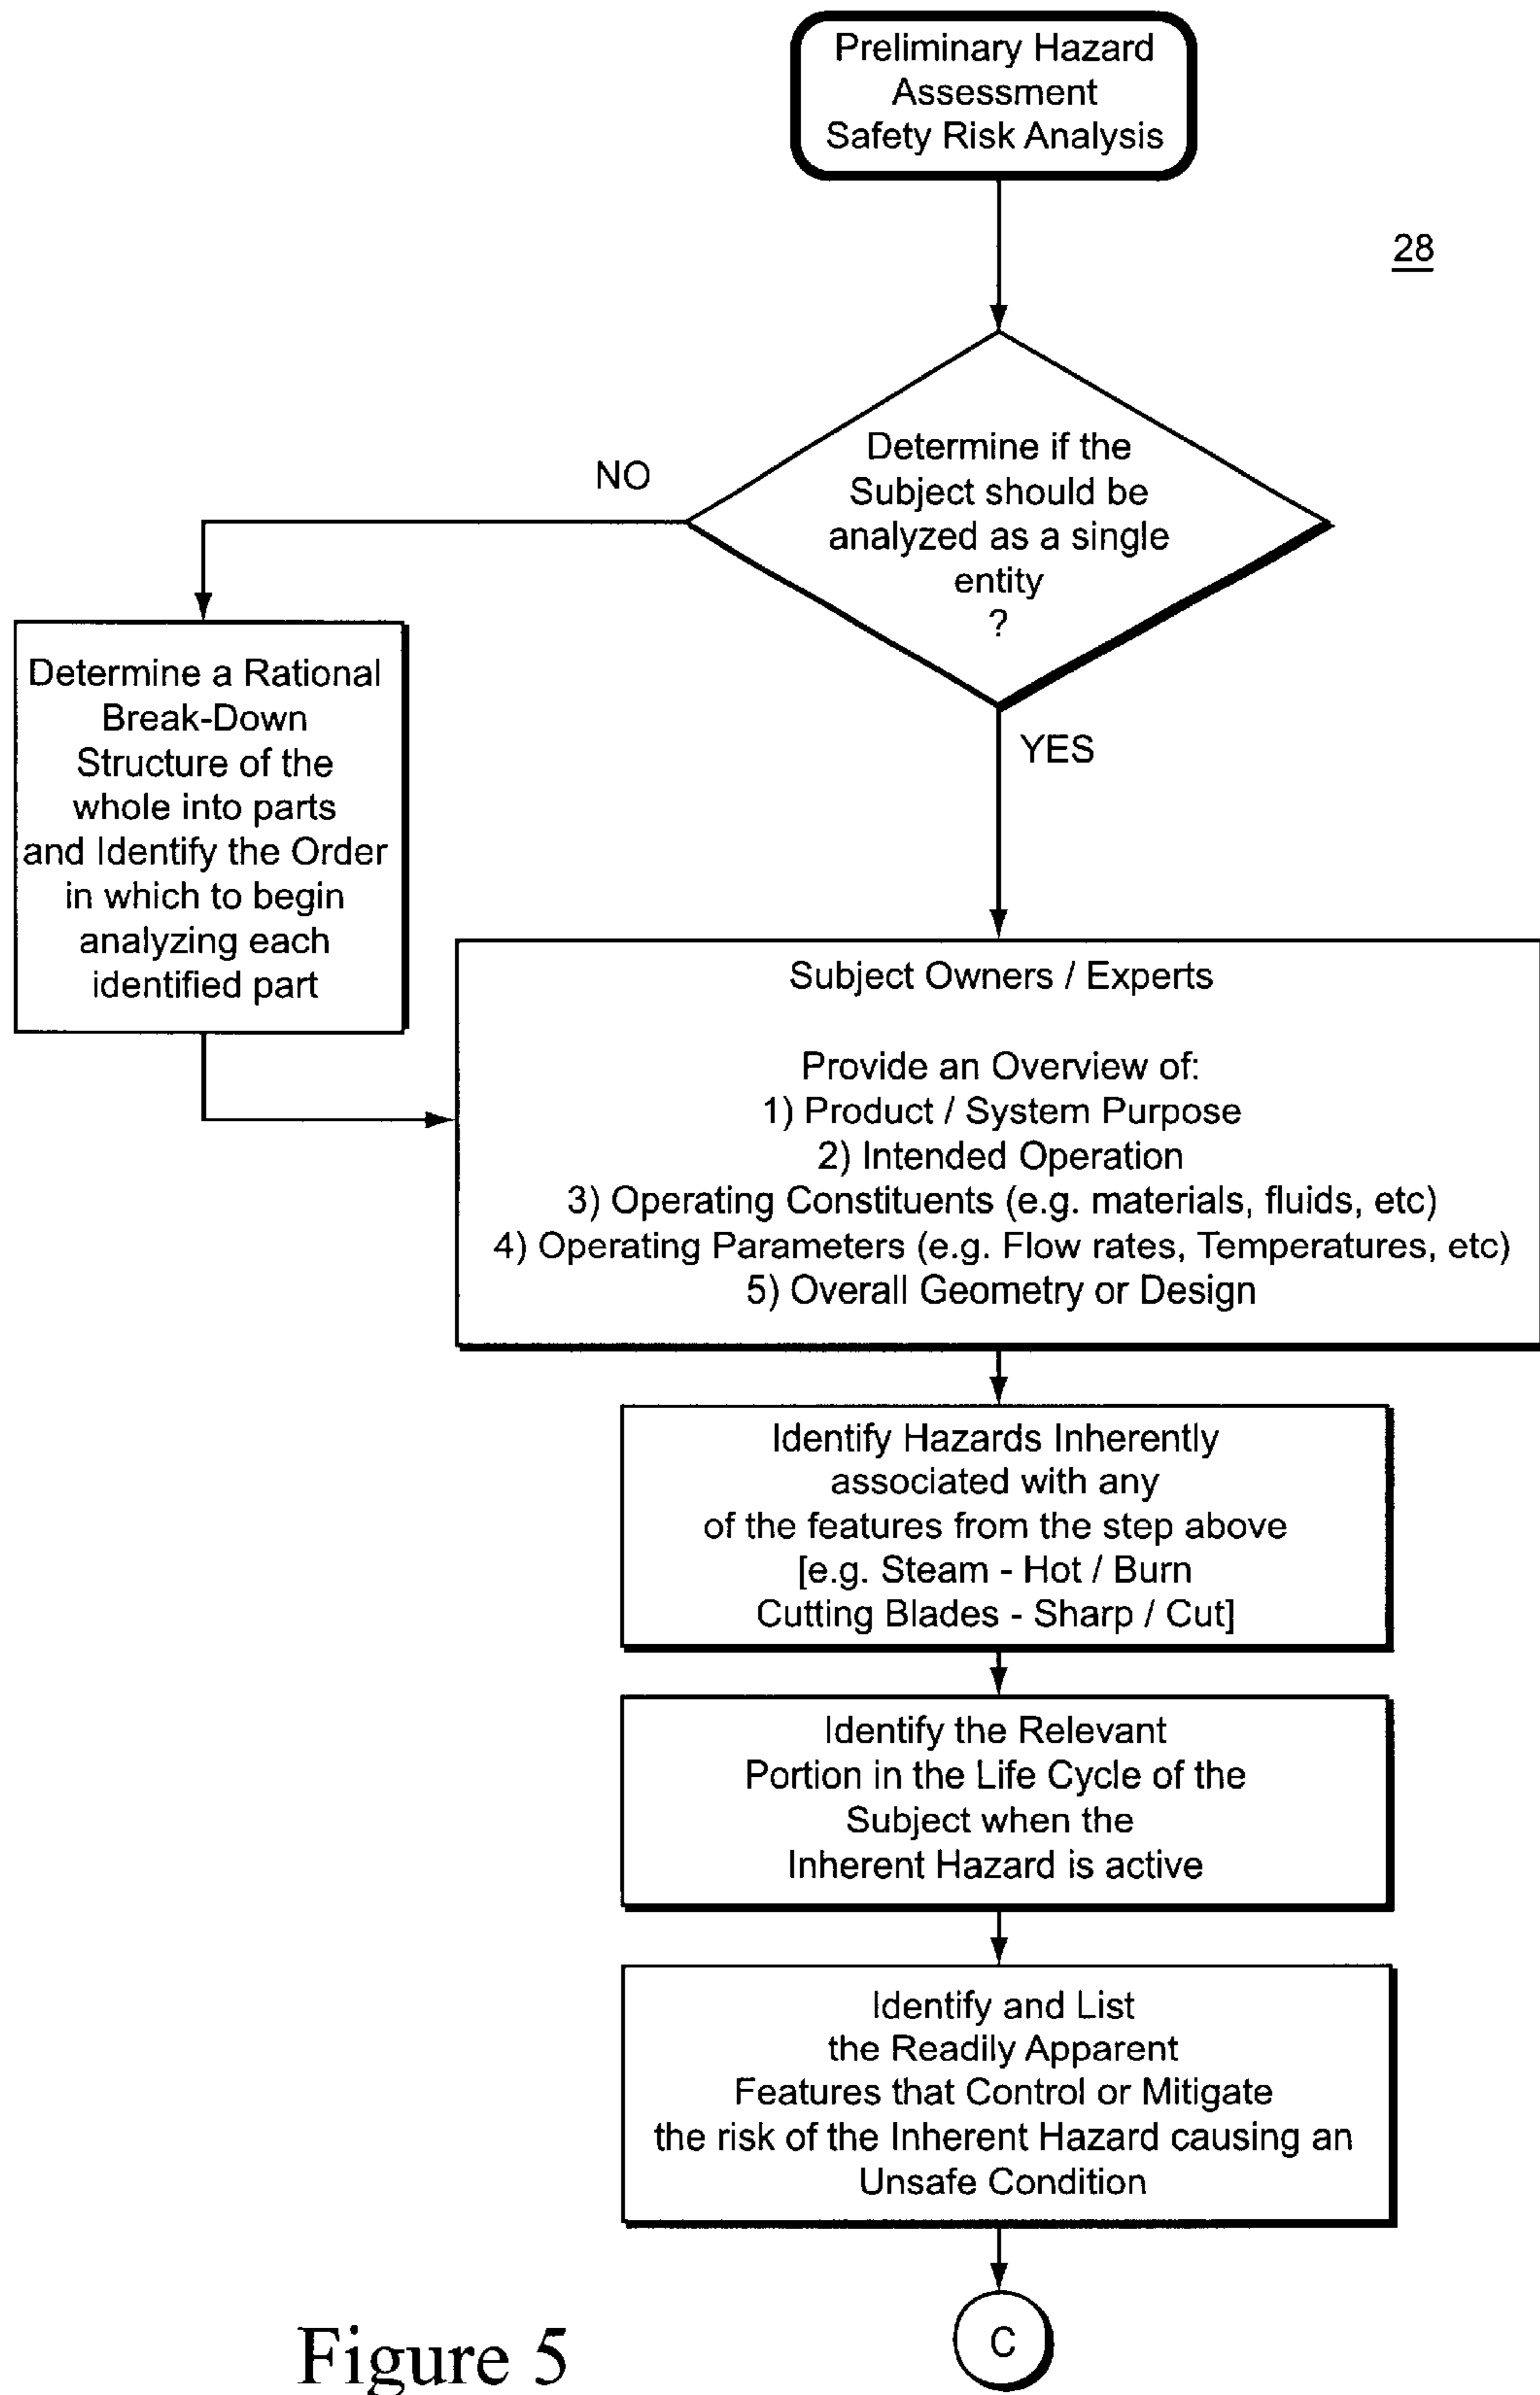 Preliminary Hazard
Assessment
Safety Risk Analysis
28
Determine if the
Subject should be
analyzed as a single
entity
?
NO
YES
Determine a Rational
Break-Down
Structure of the
whole into parts
and Identify the Order
in which to begin
analyzing each
identified part
Subject Owners / Experts
Provide an Overview of:
1) Product / System Purpose
2) Intended Operation
3) Operating Constituents (e.g. materials, fluids, etc)
4) Operating Parameters (e.g. Flow rates, Temperatures, etc)
5) Overall Geometry or Design
Identify Hazards Inherently
associated with any
of the features from the step above
[e.g. Steam - Hot / Burn
Cutting Blades - Sharp / Cut]
Identify the Relevant
Portion in the Life Cycle of the
Subject when the
Inherent Hazard is active
Identify and List
the Readily Apparent
Features that Control or Mitigate
the risk of the Inherent Hazard causing an
Unsafe Condition
C
Figure 5